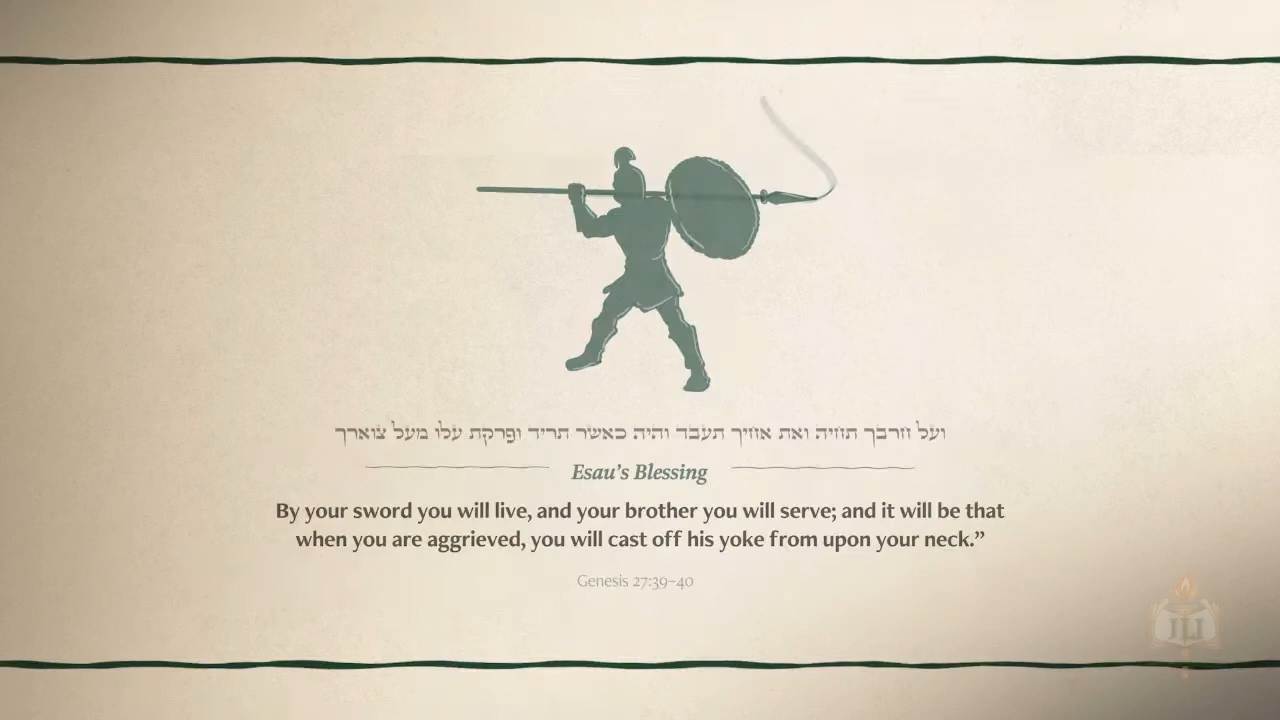 ועל חרבך תחיה ואת אחיך תעבד והיה כאשר תריד ופרקת עלו מעל צוארך
Esau's Blessing
By your sword you will live, and your brother you will serve; and it will be that
when you are aggrieved, you will cast off his yoke from upon your neck.”
Genesis 27:39–40
JLI